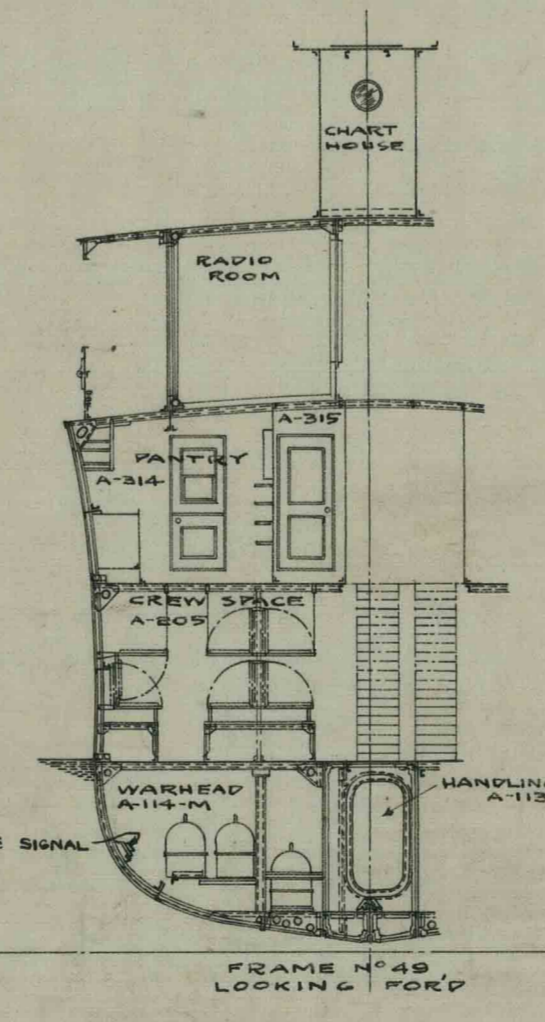 CHART
HOUSE
RADIO
ROOM
A-315
PANTRY
A-314
CREW SPACE
A-205
WARHEAD
A-114-M
HANDLIN
A-113
SIGNAL
FRAME Nº 49,
LOOKING FOR'D